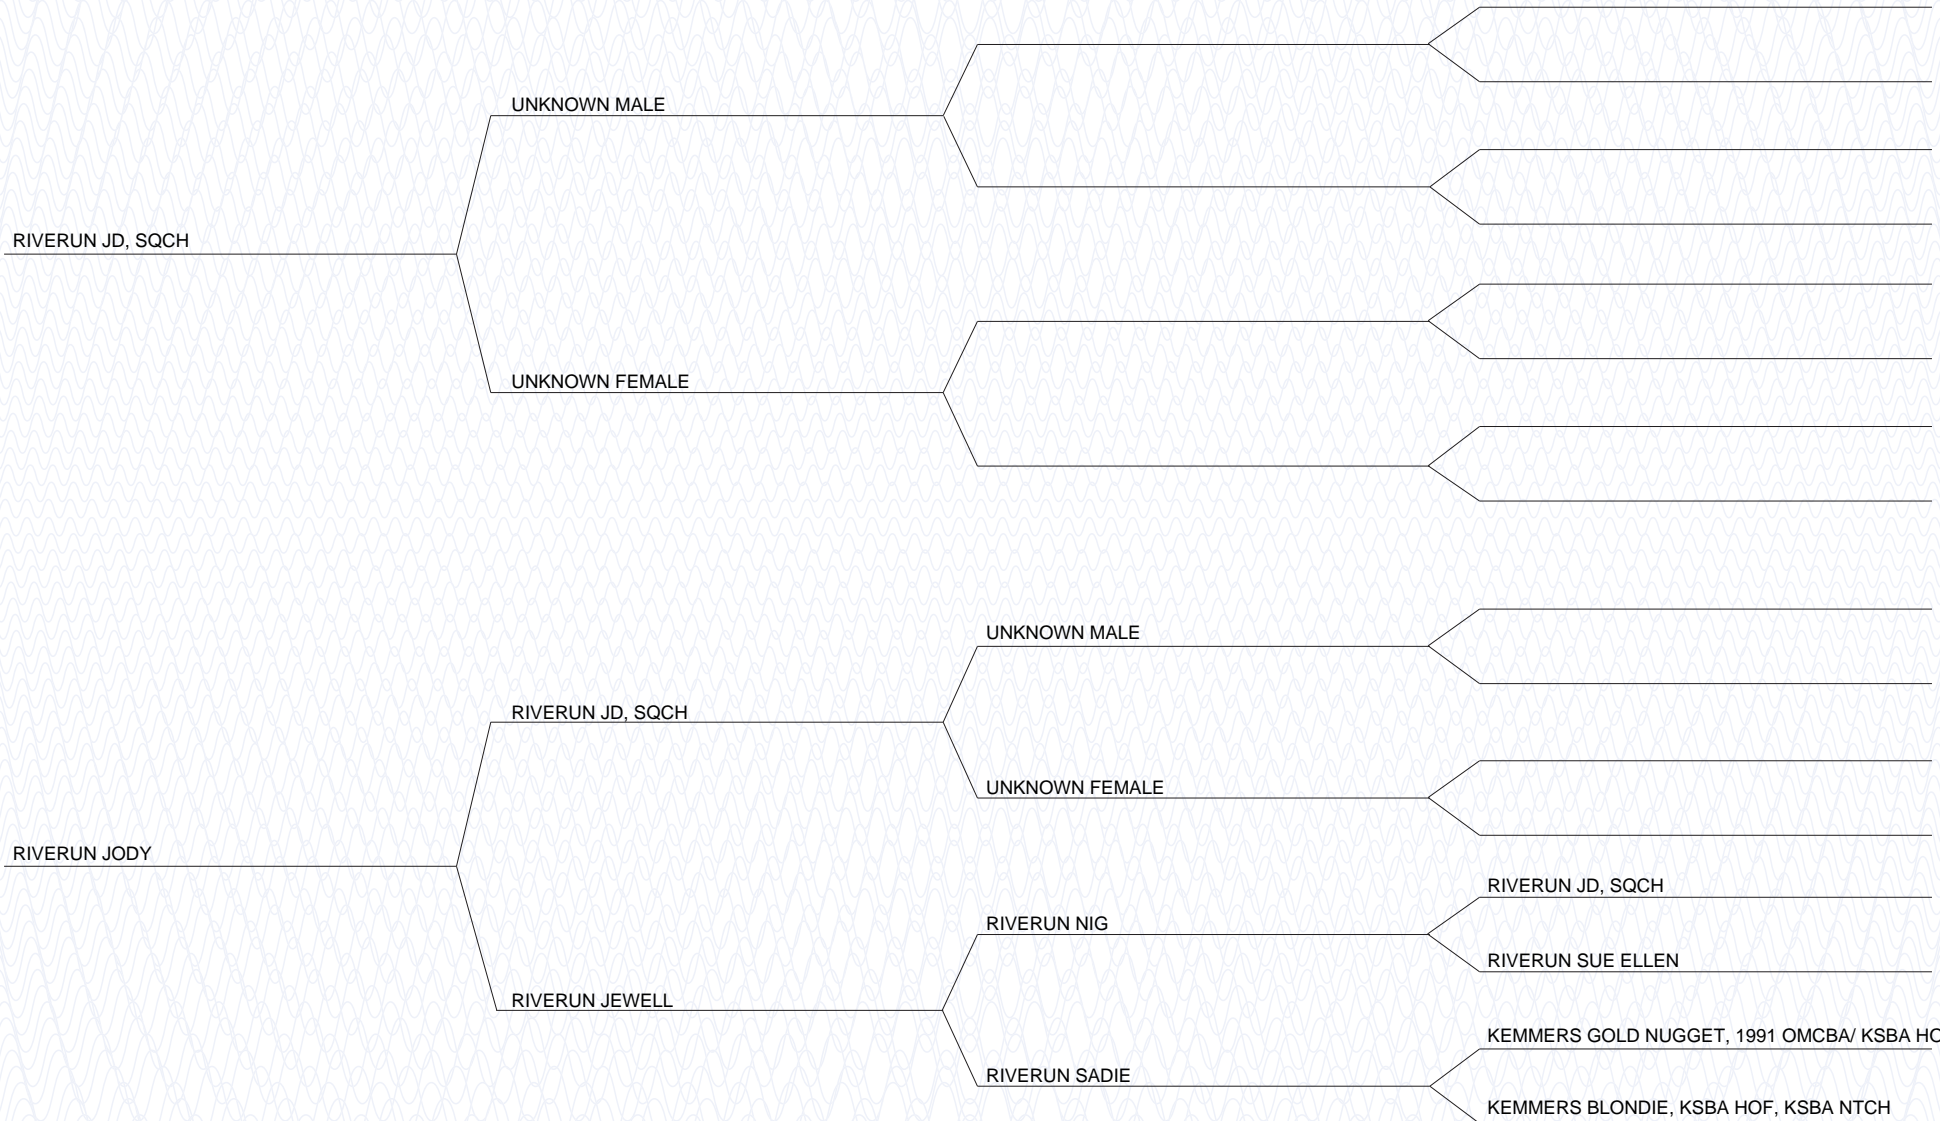 UNKNOWN MALE
RIVERUN JD, SQCH
UNKNOWN FEMALE
UNKNOWN MALE
RIVERUN JD, SQCH
UNKNOWN FEMALE
RIVERUN JODY
RIVERUN JD, SQCH
RIVERUN NIG
RIVERUN SUE ELLEN
RIVERUN JEWELL
KEMMERS GOLD NUGGET, 1991 OMCBA/ KSBA HO
RIVERUN SADIE
KEMMERS BLONDIE, KSBA HOF, KSBA NTCH